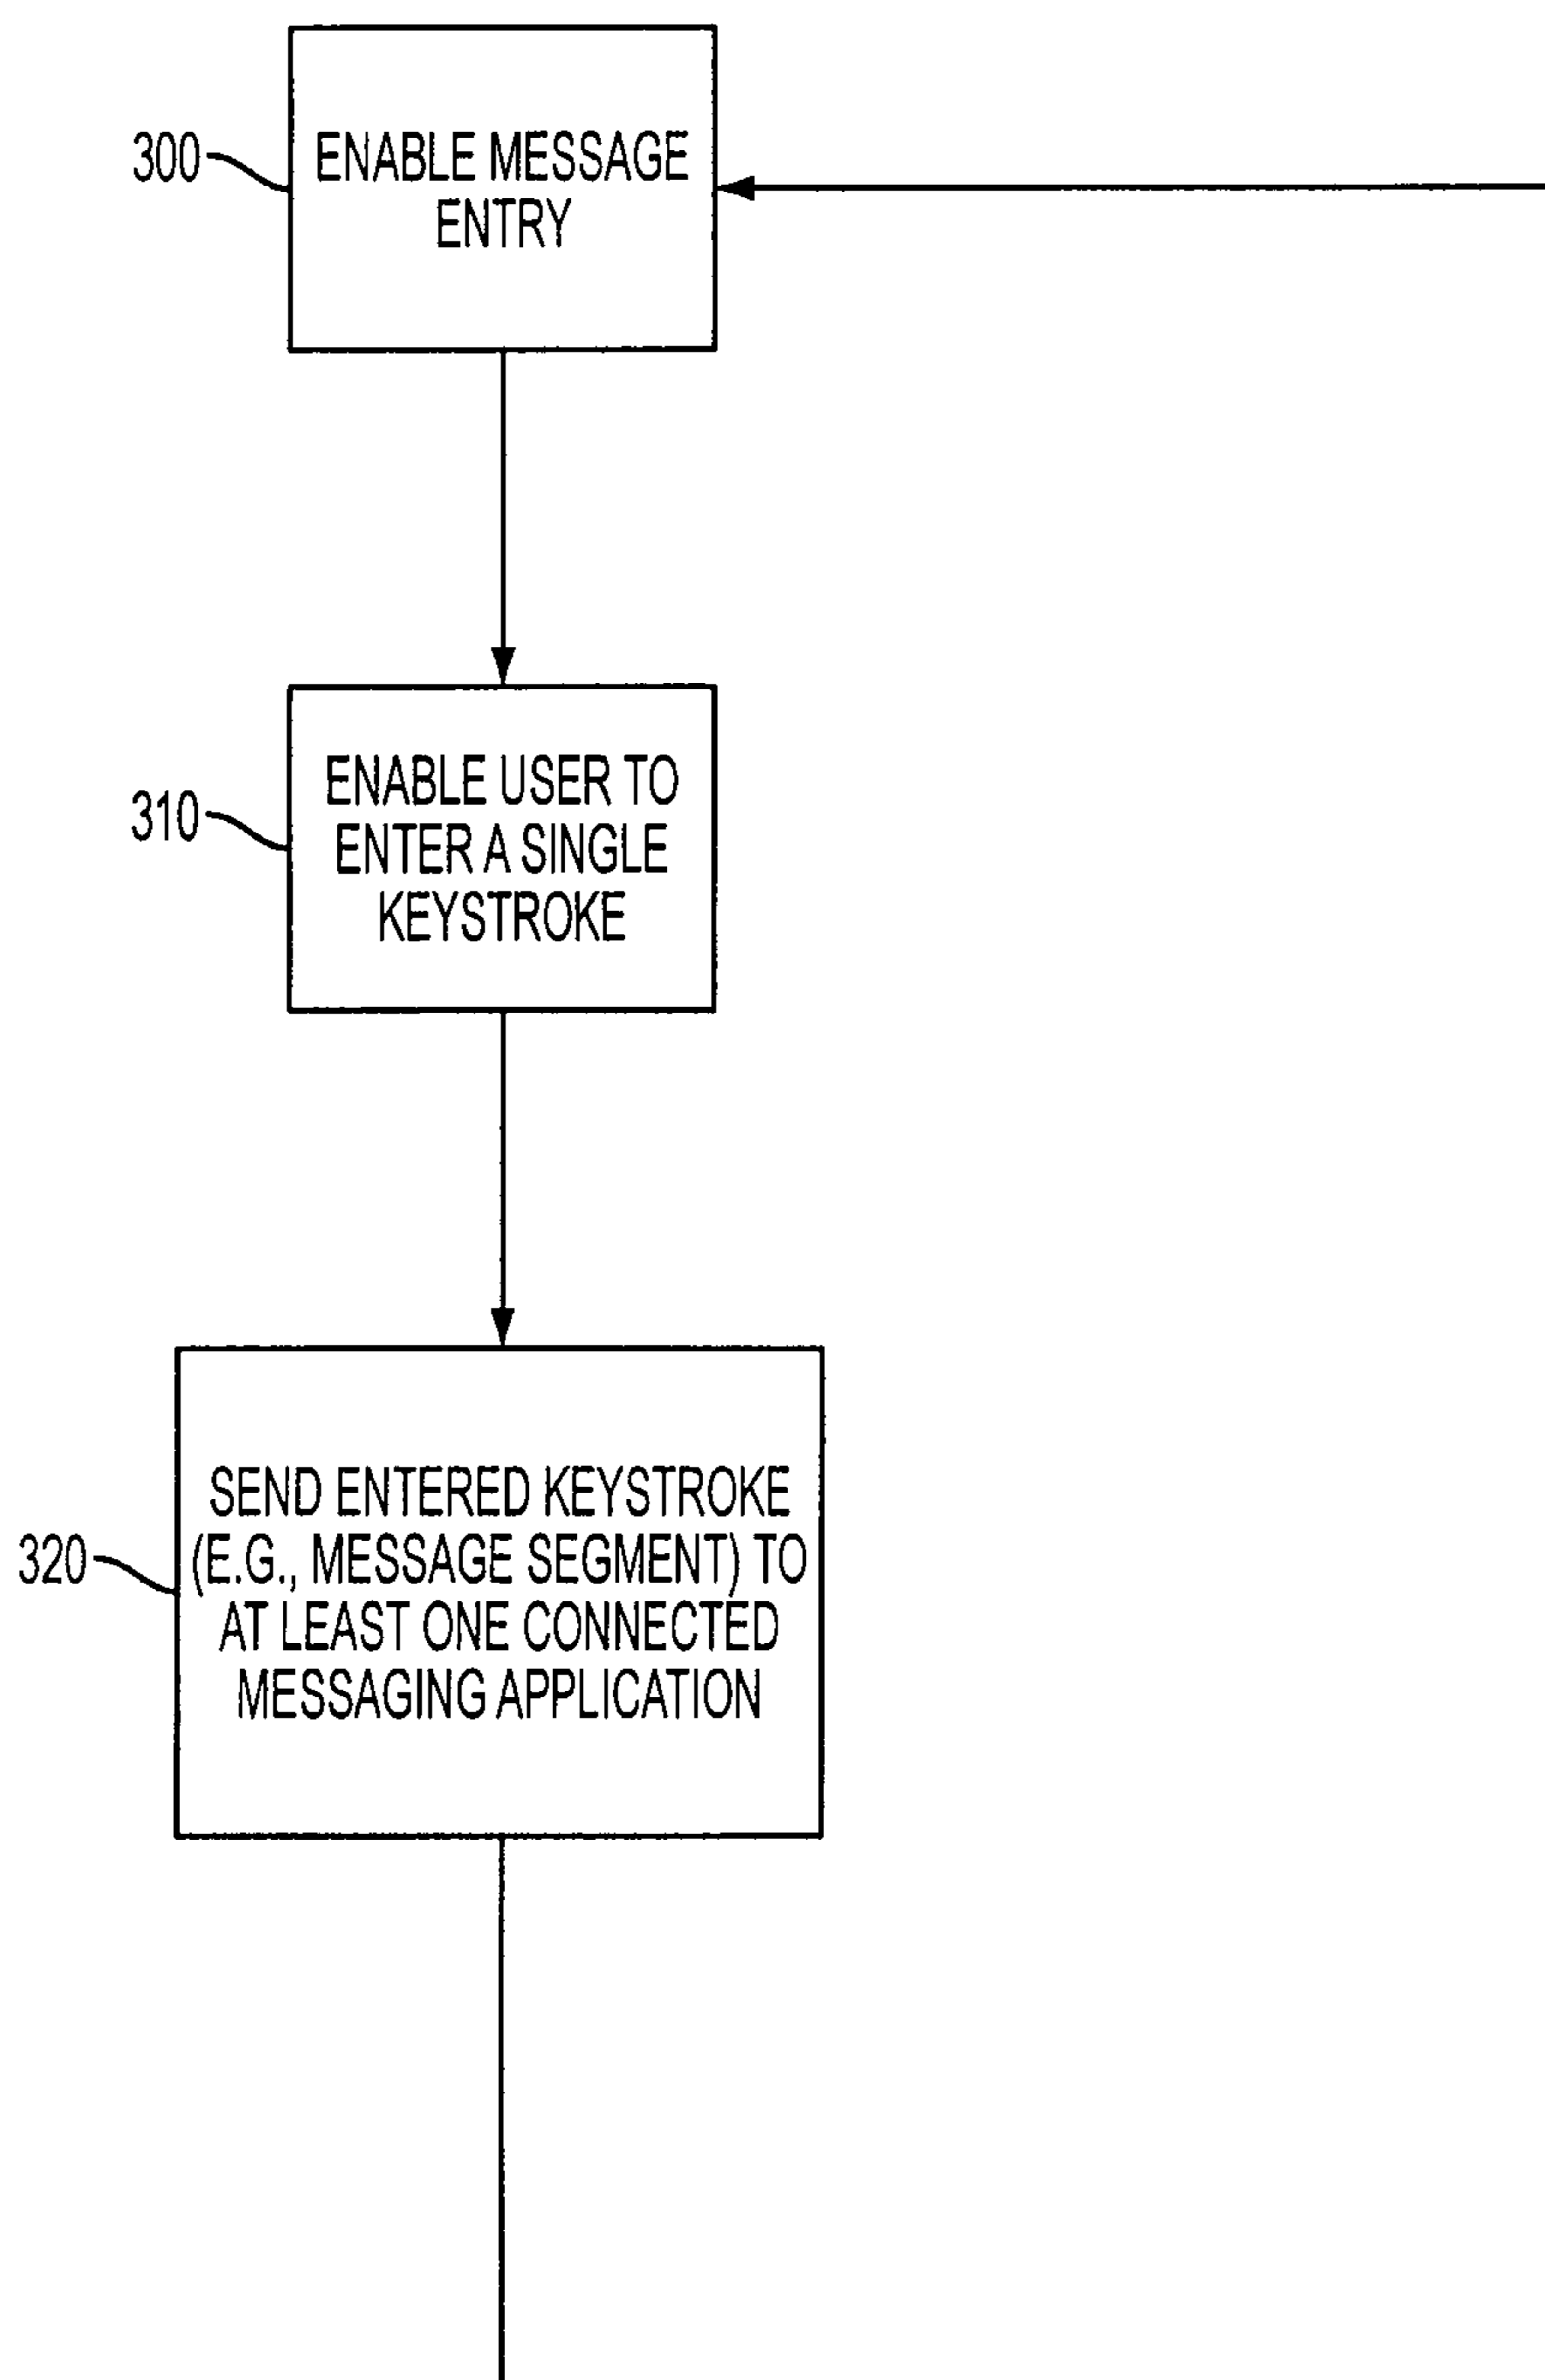 300
ENABLE MESSAGE
ENTRY
310
ENABLE USER TO
ENTER A SINGLE
KEYSTROKE
320
SEND ENTERED KEYSTROKE
(E.G., MESSAGE SEGMENT) TO
AT LEAST ONE CONNECTED
MESSAGING APPLICATION